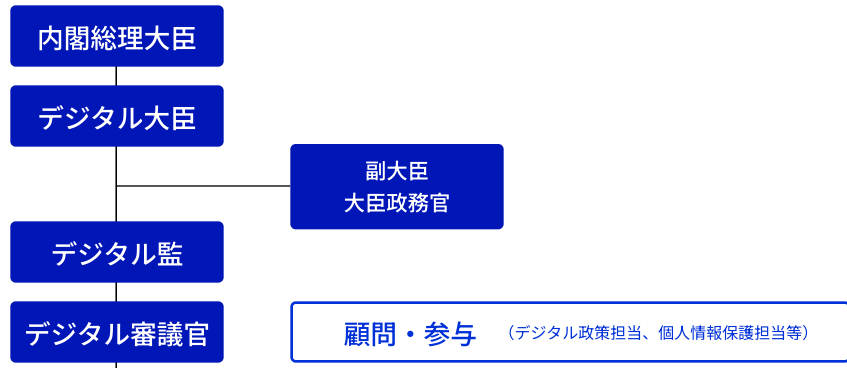 内閣総理大臣
デジタル大臣
副大臣
大臣政務官
デジタル監
デジタル審議官
顧問・参与 （デジタル政策担当、個人情報保護担当等）